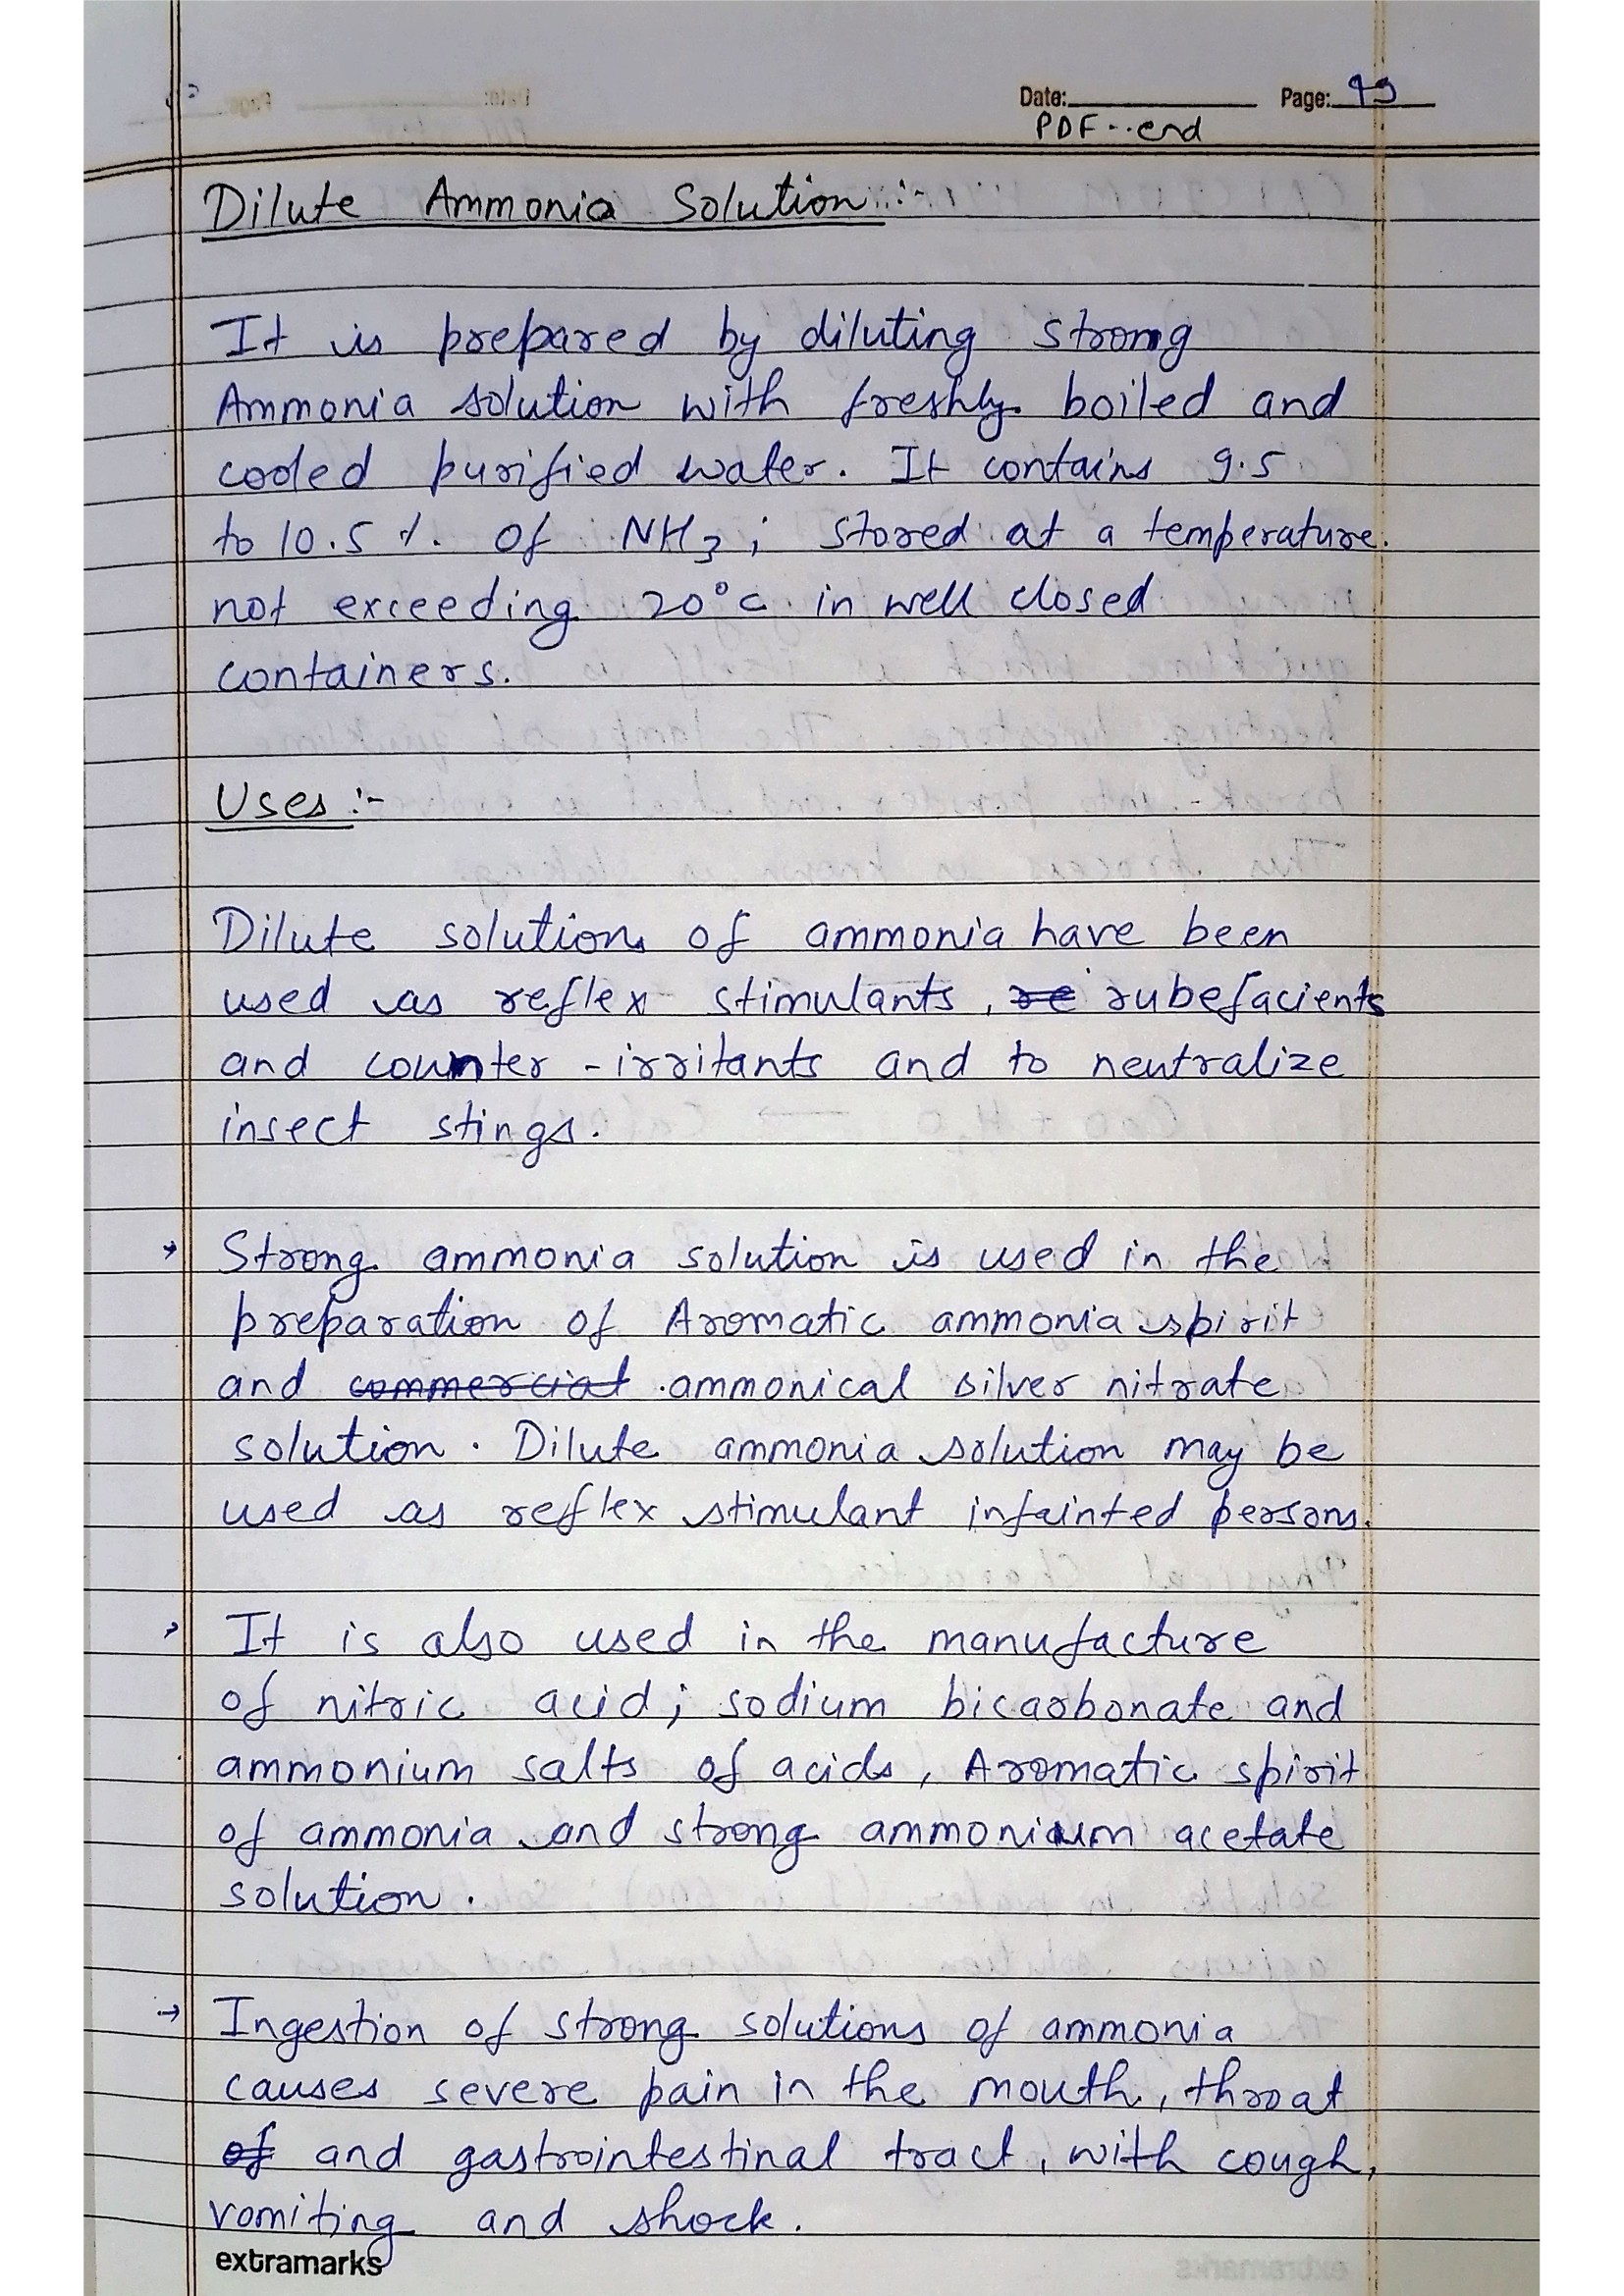 Date: Page: 49
PDF--end
Dilute Ammonia Solution :-
It is prepared by diluting strong
Ammonia solution with freshly boiled and
cooled purified water. It contains 9.5
to 10.5 %. of NH3; stored at a temperature.
not exceeding 20°c in well closed
containers.
Uses :-
Dilute solutions of ammonia have been
used as reflex stimulants, re rubefacients
and counter-irritants and to neutralize
insect stings.
→ Strong ammonia solution is used in the
preparation of Aromatic ammonia spirit
and commercial ammonical silver nitrate
solution. Dilute ammonia solution may be
used as reflex stimulant infainted persons.
→ It is also used in the manufacture
of nitric acid; sodium bicarbonate and
ammonium salts of acids, Aromatic spirit
of ammonia and strong ammonium acetate
solution.
→ Ingestion of strong solutions of ammonia
causes severe pain in the mouth, throat
of and gastrointestinal tract, with cough,
vomiting and shock.
extramarks